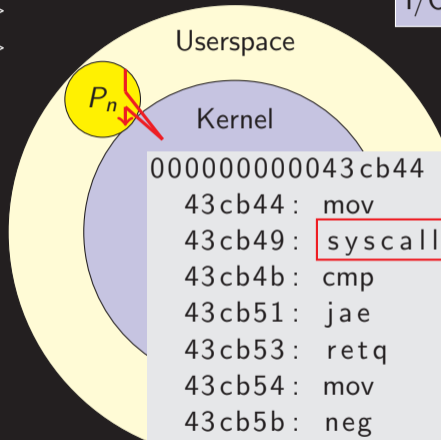 I/O
Userspace
Pn
Kernel
000000000043cb44
43cb44: mov
43cb49: syscall
43cb4b: cmp
43cb51: jae
43cb53: retq
43cb54: mov
43cb5b: neg